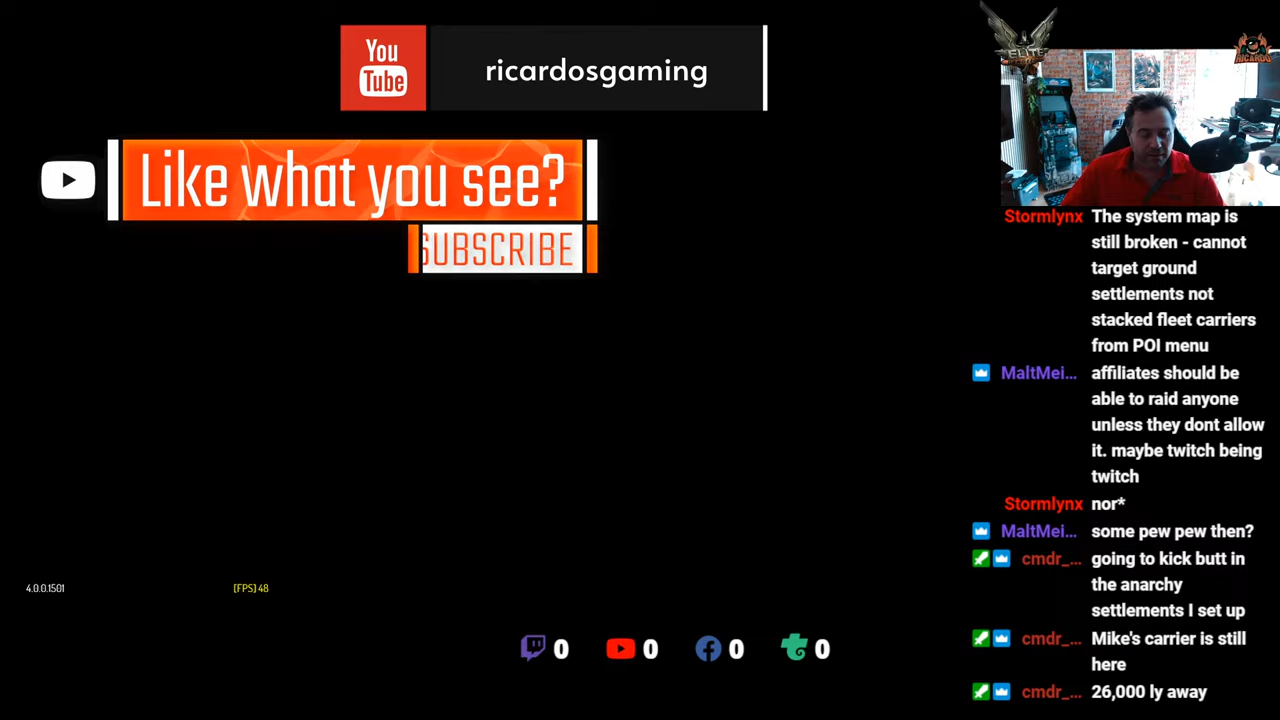 You
Tube
ricardosgaming
Like what you see?
SUBSCRIBE
ELITE
RICARDO
Stormlynx The system map is
still broken - cannot
target ground
settlements not
stacked fleet carriers
from POI menu
MaltMei... affiliates should be
able to raid anyone
unless they dont allow
it. maybe twitch being
twitch
Stormlynx nor*
MaltMei... some pew pew then?
cmdr_... going to kick butt in
the anarchy
settlements I set up
cmdr_... Mike's carrier is still
here
cmdr_... 26,000 ly away
4.0.0.1501
[FPS] 48
0
0
0
0